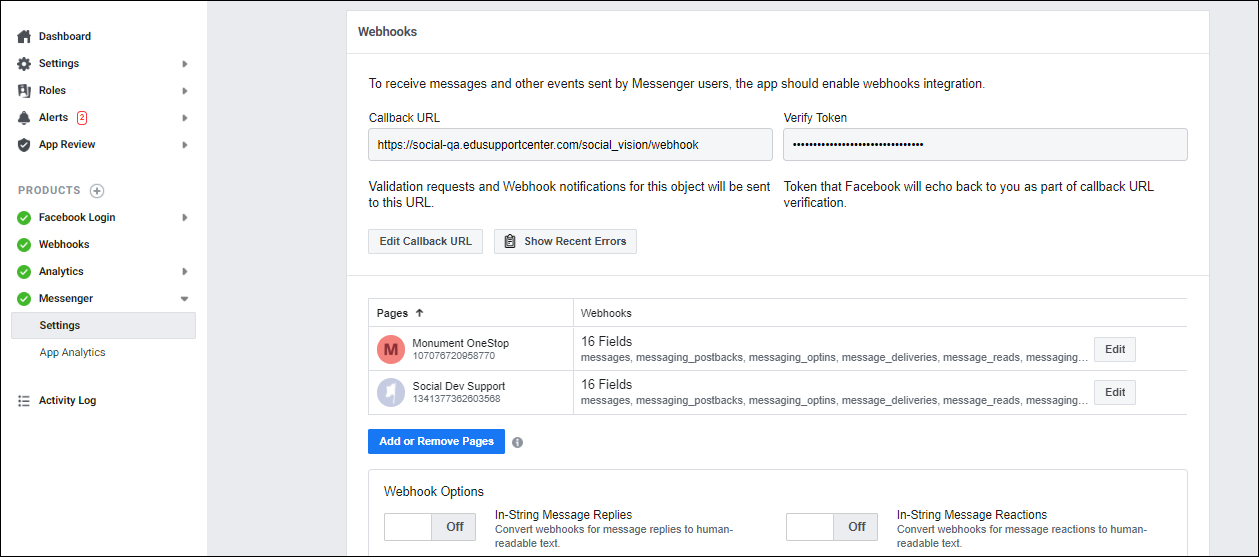 Dashboard
Settings
Roles
Alerts 2
App Review
PRODUCTS
Facebook Login
Webhooks
Analytics
Messenger
Settings
App Analytics
Activity Log
Webhooks
To receive messages and other events sent by Messenger users, the app should enable webhooks integration.
Callback URL
https://social-qa.edusupportcenter.com/social_vision/webhook
Validation requests and Webhook notifications for this object will be sent
to this URL.
Verify Token
••••••••••••••••••••••••••••••••
Token that Facebook will echo back to you as part of callback URL
verification.
Edit Callback URL
Show Recent Errors
Pages
Webhooks
M
Monument OneStop
107076720958770
16 Fields
messages, messaging_postbacks, messaging_optins, message_deliveries, message_reads, messaging…
Edit
Social Dev Support
1341377362603568
16 Fields
messages, messaging_postbacks, messaging_optins, message_deliveries, message_reads, messaging…
Edit
Add or Remove Pages
Webhook Options
Off
In-String Message Replies
Convert webhooks for message replies to human-
readable text.
Off
In-String Message Reactions
Convert webhooks for message reactions to human-
readable text.